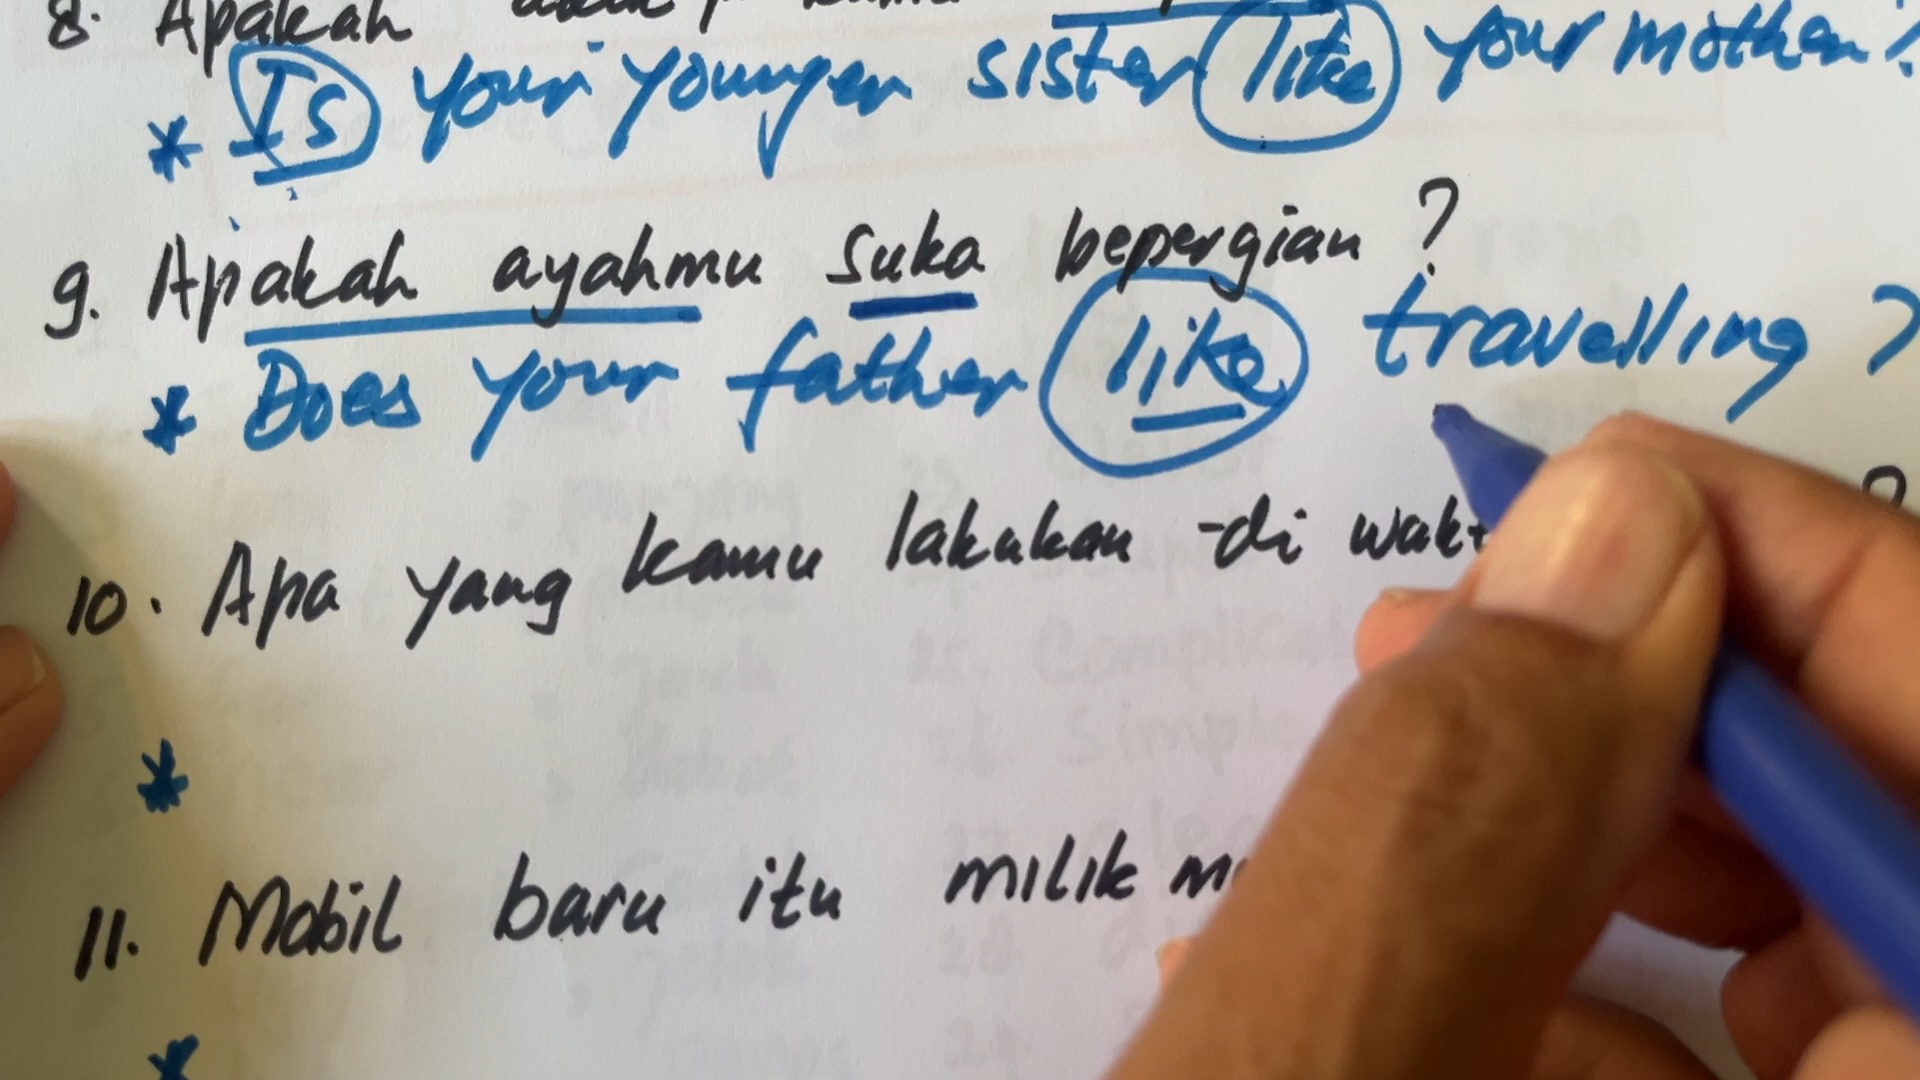 8. Apakah
* Is your younger sister like your mother?
9. Apakah ayahmu suka bepergian ?
* Does your father like travelling ?
10. Apa yang kamu lakukan di ?
*
11. Mobil baru itu milik
*